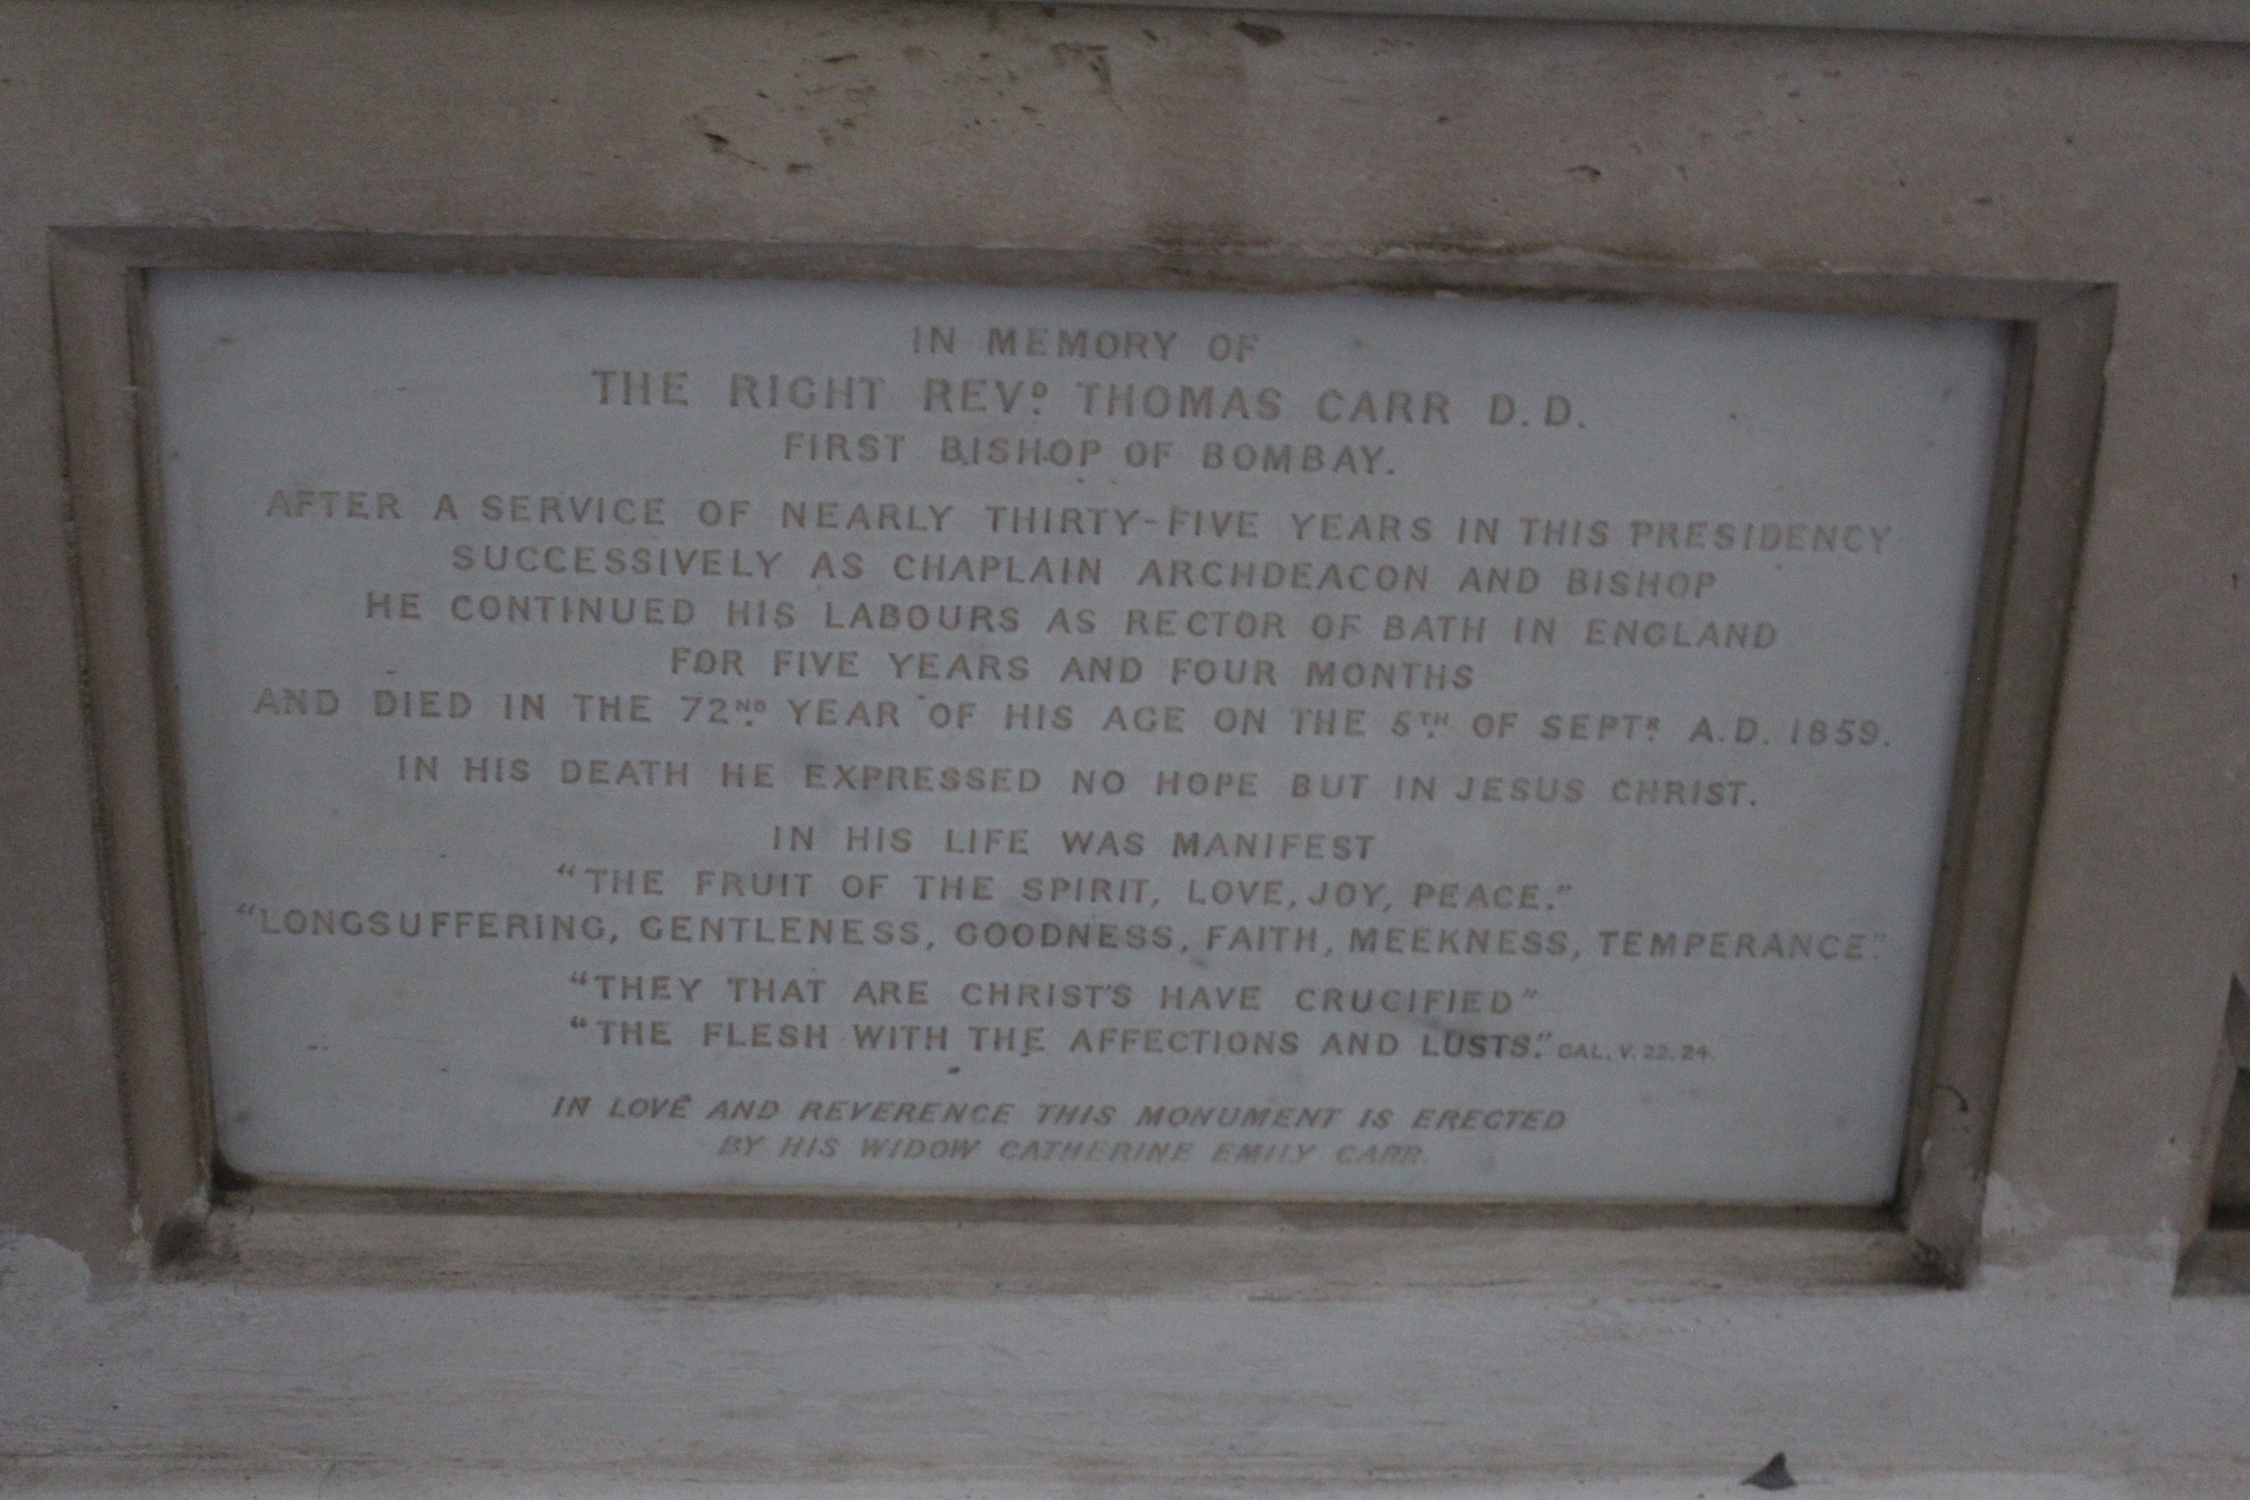 IN MEMORY OF
THE RIGHT REVD. THOMAS CARR D.D.
FIRST BISHOP OF BOMBAY.
AFTER A SERVICE OF NEARLY THIRTY-FIVE YEARS IN THIS PRESIDENCY
SUCCESSIVELY AS CHAPLAIN ARCHDEACON AND BISHOP
HE CONTINUED HIS LABOURS AS RECTOR OF BATH IN ENGLAND
FOR FIVE YEARS AND FOUR MONTHS
AND DIED IN THE 72ND. YEAR OF HIS AGE ON THE 5TH. OF SEPTR. A.D. 1859.
IN HIS DEATH HE EXPRESSED NO HOPE BUT IN JESUS CHRIST.
IN HIS LIFE WAS MANIFEST
"THE FRUIT OF THE SPIRIT, LOVE, JOY, PEACE."
"LONGSUFFERING, GENTLENESS, GOODNESS, FAITH, MEEKNESS, TEMPERANCE"
"THEY THAT ARE CHRIST'S HAVE CRUCIFIED"
"THE FLESH WITH THE AFFECTIONS AND LUSTS." GAL. V. 22. 24.
IN LOVE AND REVERENCE THIS MONUMENT IS ERECTED
BY HIS WIDOW CATHERINE EMILY CARR.